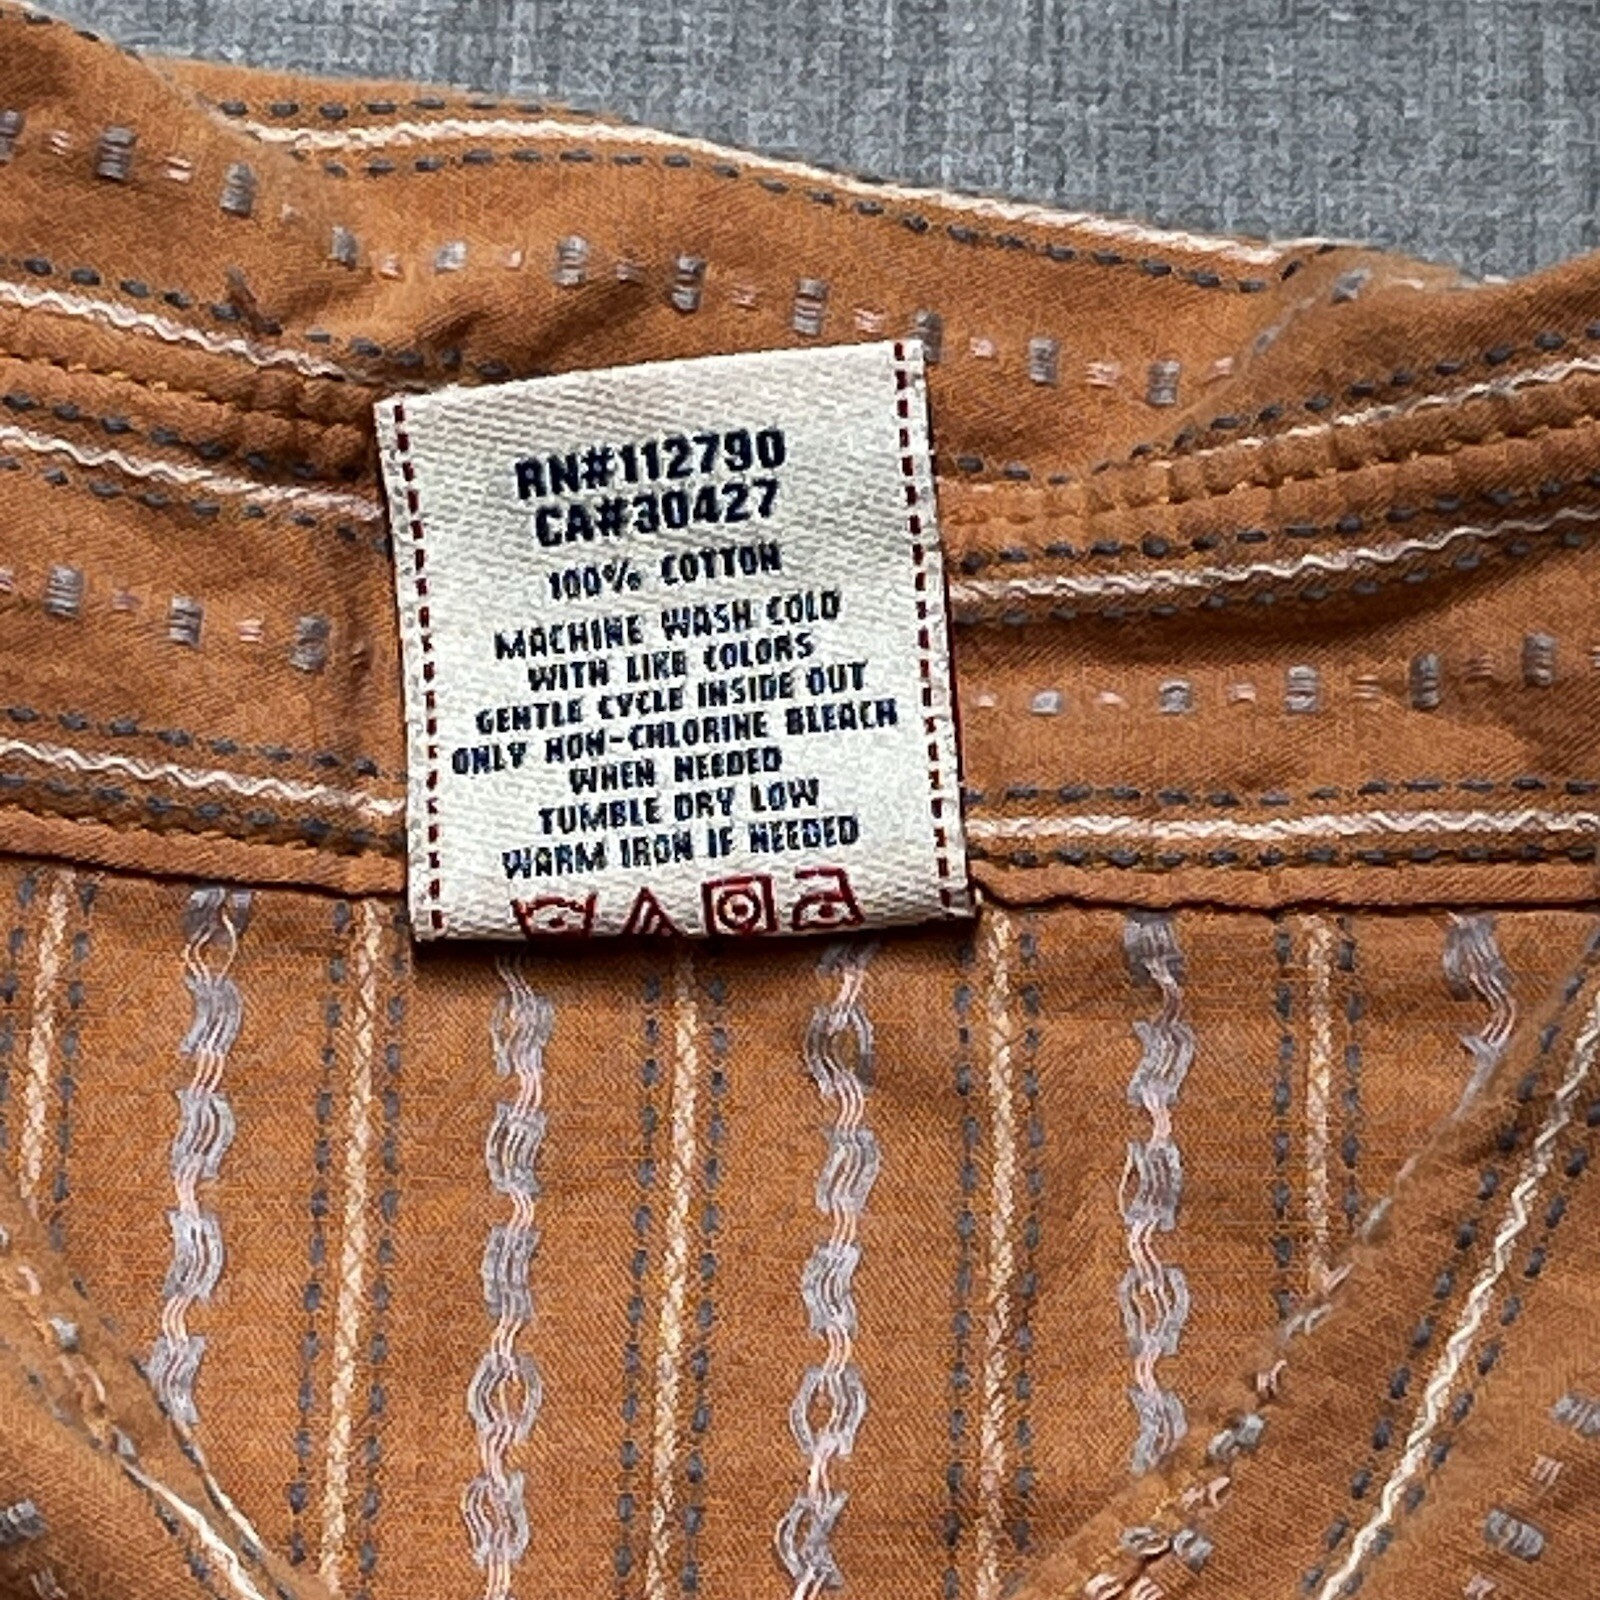 RN#112790
CA#30427
100% COTTON
MACHINE WASH COLD
WITH LIKE COLORS
GENTLE CYCLE INSIDE OUT
ONLY NON-CHLORINE BLEACH
WHEN NEEDED
TUMBLE DRY LOW
WARM IRON IF NEEDED